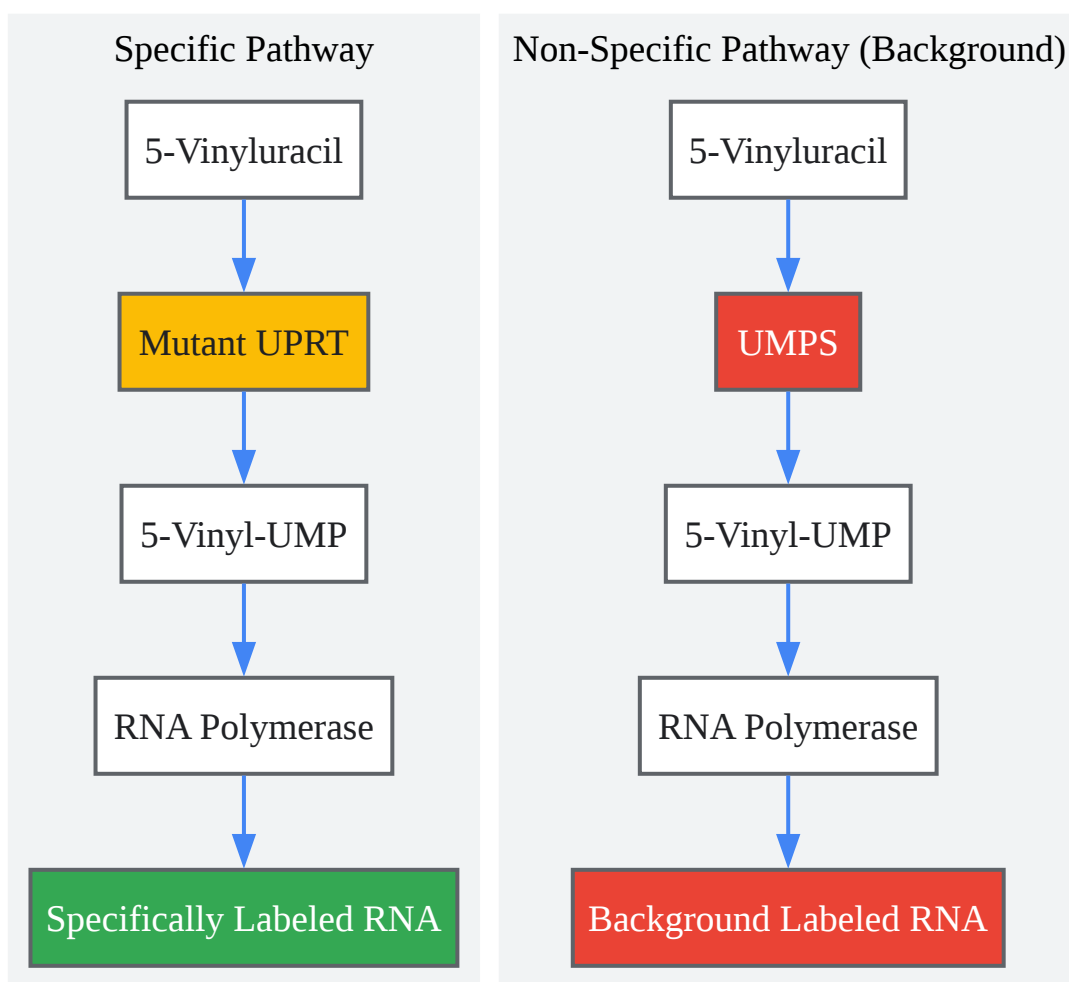 Specific Pathway
5-Vinyluracil
Mutant UPRT
5-Vinyl-UMP
RNA Polymerase
Specifically Labeled RNA
Non-Specific Pathway (Background)
5-Vinyluracil
UMPS
5-Vinyl-UMP
RNA Polymerase
Background Labeled RNA